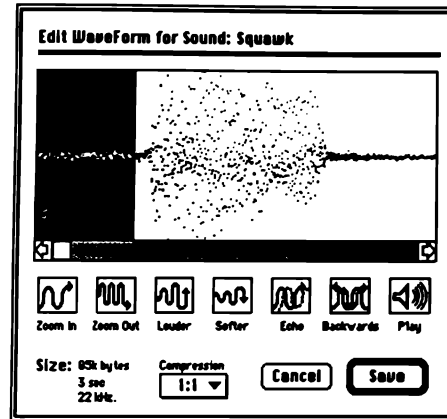 Edit WaveForm for Sound: Squawk
Zoom In Zoom Out Louder Softer Echo Backwards Play
Size: 85k bytes
3 sec
22 kHz.
Compression
1:1
Cancel Save